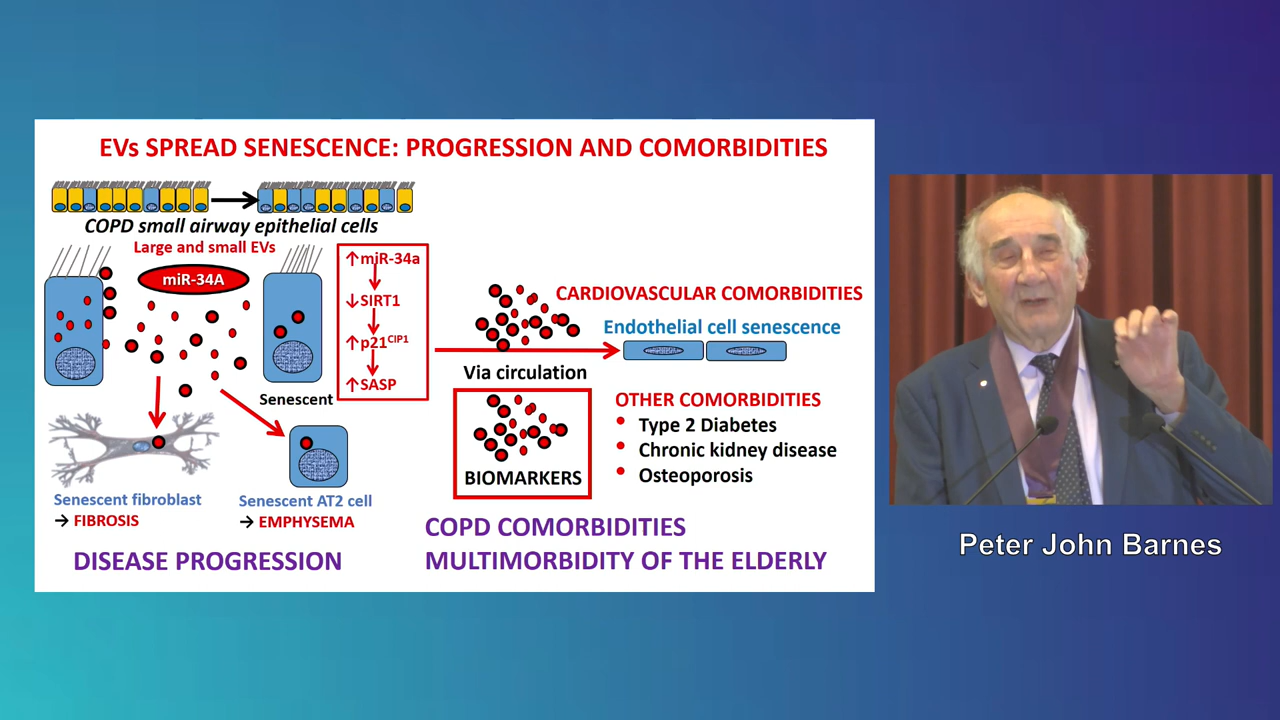 EVs SPREAD SENESCENCE: PROGRESSION AND COMORBIDITIES
COPD small airway epithelial cells
Large and small EVs
miR-34A
Senescent
↑miR-34a
↓SIRT1
↑p21CIP1
↑SASP
Senescent fibroblast
→ FIBROSIS
Senescent AT2 cell
→ EMPHYSEMA
DISEASE PROGRESSION
CARDIOVASCULAR COMORBIDITIES
Endothelial cell senescence
Via circulation
BIOMARKERS
OTHER COMORBIDITIES
• Type 2 Diabetes
• Chronic kidney disease
• Osteoporosis
COPD COMORBIDITIES
MULTIMORBIDITY OF THE ELDERLY
Peter John Barnes